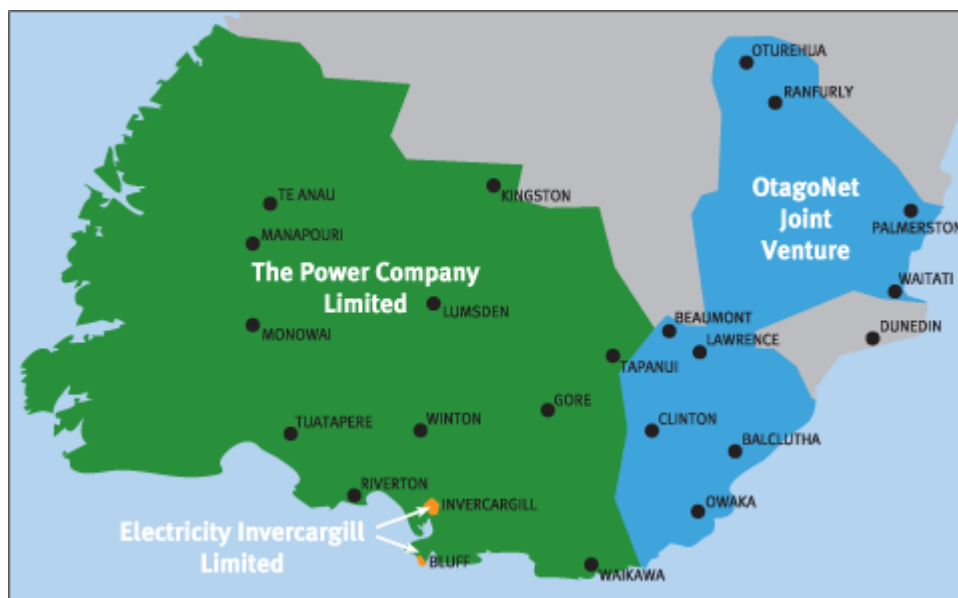 OTUREHUA
RANFURLY
TE ANAU
KINGSTON
OtagoNet
Joint
Venture
PALMERSTON
MANAPOURI
The Power Company
Limited
WAITATI
LUMSDEN
BEAUMONT
DUNEDIN
MONOWAI
LAWRENCE
TAPANUI
GORE
TUATAPERE
WINTON
CLINTON
BALCLUTHA
RIVERTON
INVERCARGILL
OWAKA
Electricity Invercargill
Limited
BLUFF
WAIKAWA